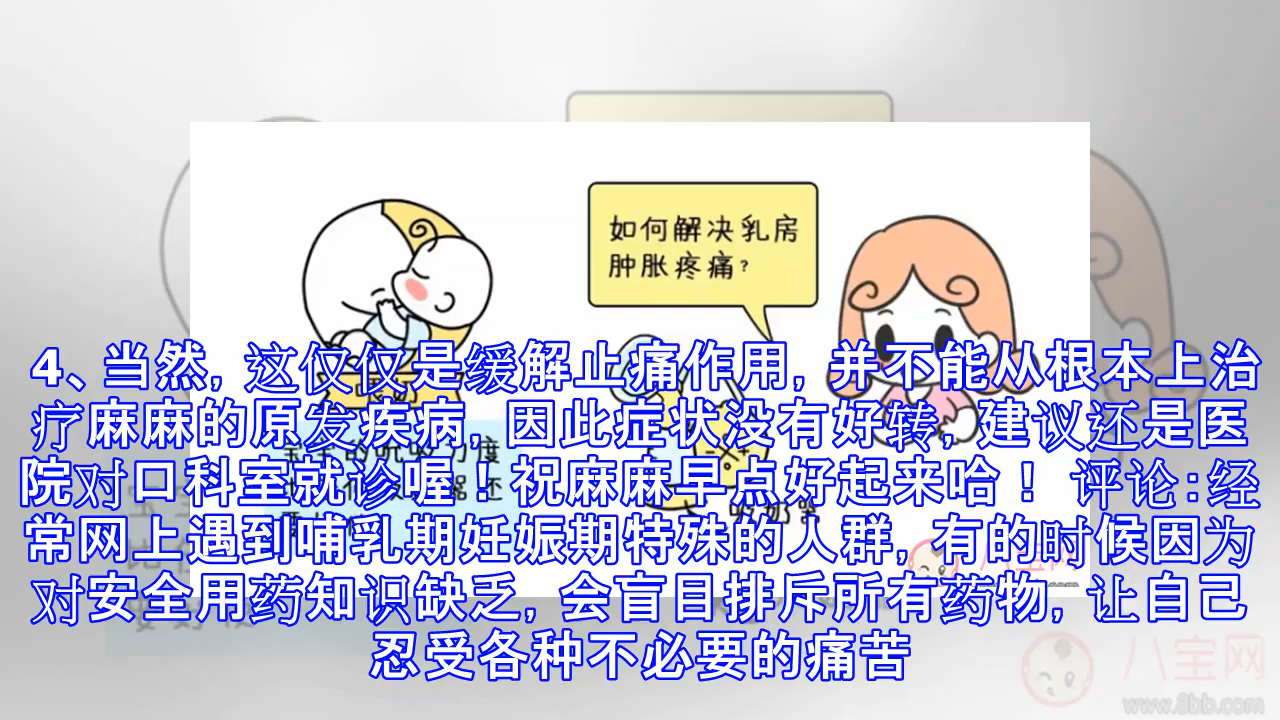 如何解决乳房
肿胀疼痛?
4、当然, 这仅仅是缓解止痛作用, 并不能从根本上治
疗麻麻的原发疾病, 因此症状没有好转, 建议还是医
院对口科室就诊喔！祝麻麻早点好起来哈！ 评论:经
常网上遇到哺乳期妊娠期特殊的人群, 有的时候因为
对安全用药知识缺乏, 会盲目排斥所有药物, 让自己
忍受各种不必要的痛苦
八宝网
www.8bb.com